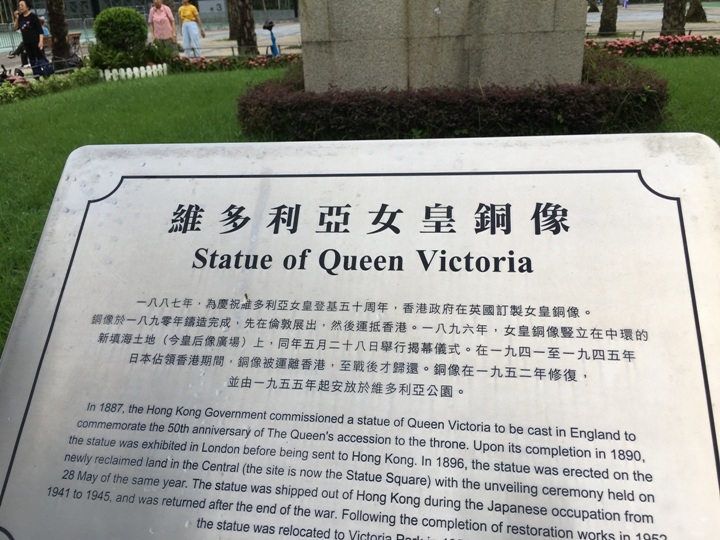 維多利亞女皇銅像
Statue of Queen Victoria
一八八七年，為慶祝維多利亞女皇登基五十周年，香港政府在英國訂製女皇銅像。
銅像於一八九零年鑄造完成，先在倫敦展出，然後運抵香港。一八九六年，女皇銅像豎立在中環的
新填海土地（今皇后像廣場）上，同年五月二十八日舉行揭幕儀式。在一九四一至一九四五年
日本佔領香港期間，銅像被運離香港，至戰後才歸還。銅像在一九五二年修復，
並由一九五五年起安放於維多利亞公園。
In 1887, the Hong Kong Government commissioned a statue of Queen Victoria to be cast in England to
commemorate the 50th anniversary of The Queen's accession to the throne. Upon its completion in 1890,
the statue was exhibited in London before being sent to Hong Kong. In 1896, the statue was erected on the
newly reclaimed land in the Central (the site is now the Statue Square) with the unveiling ceremony held on
28 May of the same year. The statue was shipped out of Hong Kong during the Japanese occupation from
1941 to 1945, and was returned after the end of the war. Following the completion of restoration works in 1952,
the statue was relocated to Victoria Park in